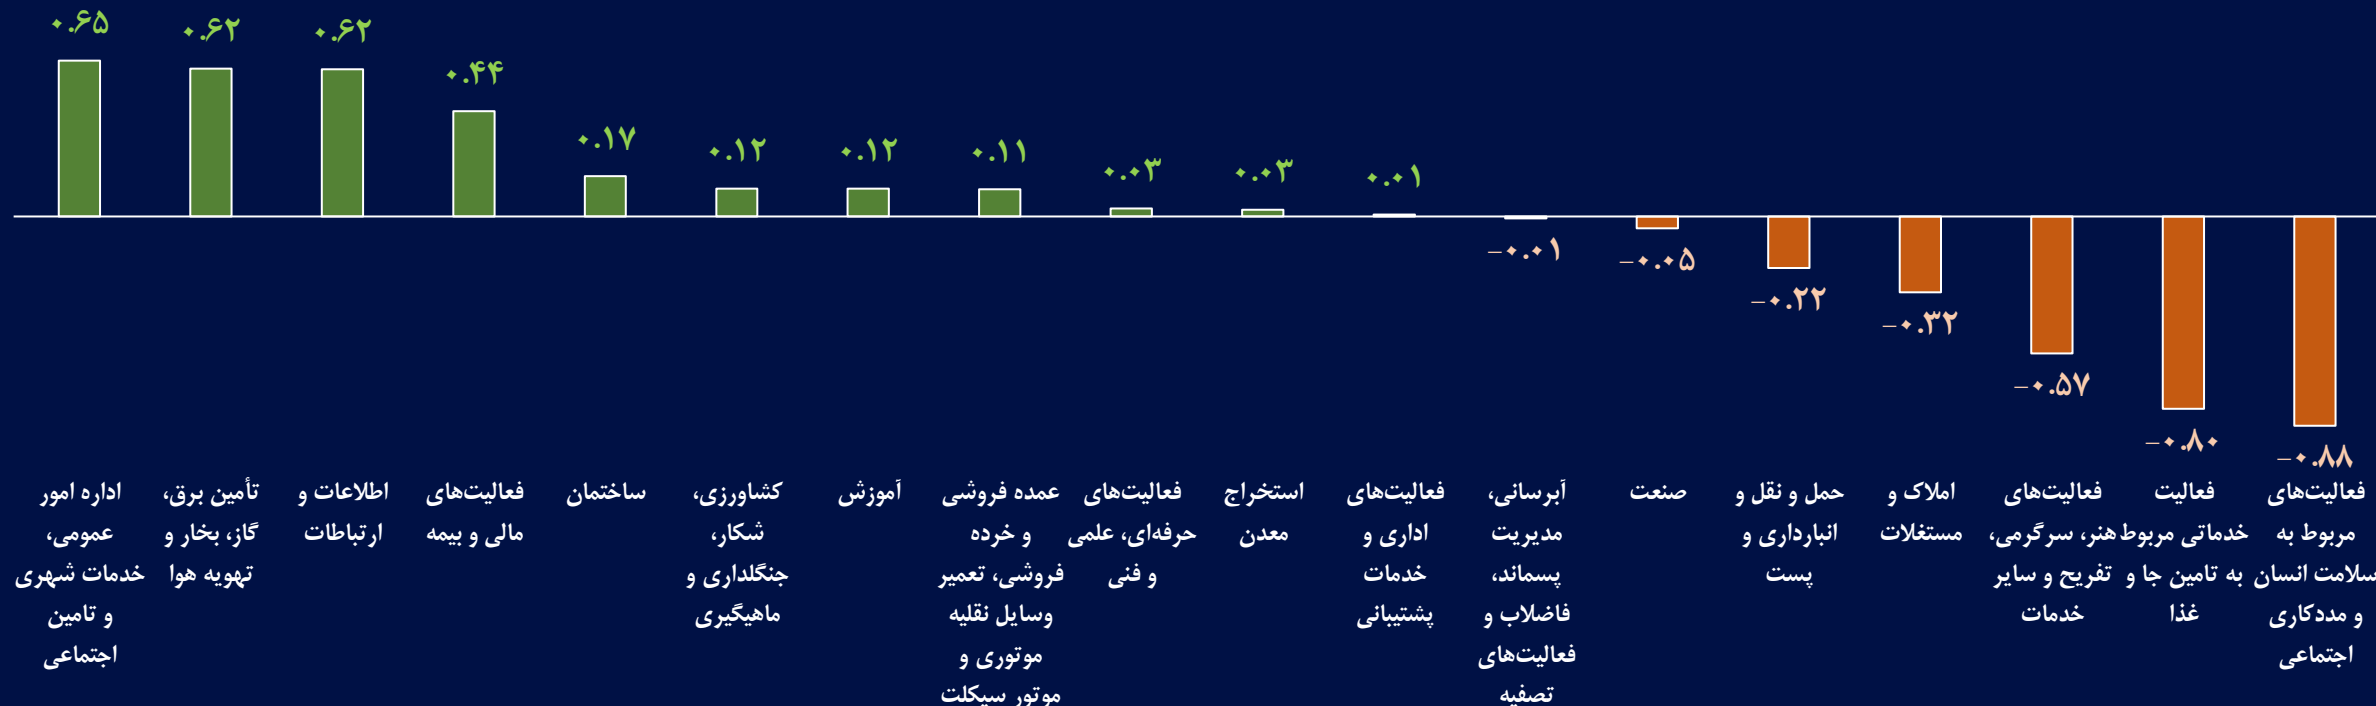 ۰.۶۵
۰.۶۲
۰.۶۲
۰.۴۴
۰.۱۷
۰.۱۲
۰.۱۲
۰.۱۱
۰.۰۳
۰.۰۳
۰.۰۱
-۰.۰۱
-۰.۰۵
-۰.۲۲
-۰.۳۲
-۰.۵۷
-۰.۸۰
-۰.۸۸
اداره امور
عمومی،
خدمات شهری
و تامین
اجتماعی
تأمین برق،
گاز، بخار و
تهویه هوا
اطلاعات و
ارتباطات
فعالیت‌های
مالی و بیمه
ساختمان
کشاورزی،
شکار،
جنگلداری و
ماهیگیری
آموزش
عمده فروشی
و خرده
فروشی، تعمیر
وسایل نقلیه
موتوری و
موتور سیکلت
فعالیت‌های
حرفه‌ای، علمی
و فنی
استخراج
معدن
فعالیت‌های
اداری و
خدمات
پشتیبانی
آبرسانی،
مدیریت
پسماند،
فاضلاب و
فعالیت‌های
تصفیه
صنعت
حمل و نقل و
انبارداری و
پست
املاک و
مستغلات
فعالیت‌های
هنر، سرگرمی،
تفریح و سایر
خدمات
فعالیت
خدماتی مربوط
به تامین جا و
غذا
فعالیت‌های
مربوط به
سلامت انسان
و مددکاری
اجتماعی